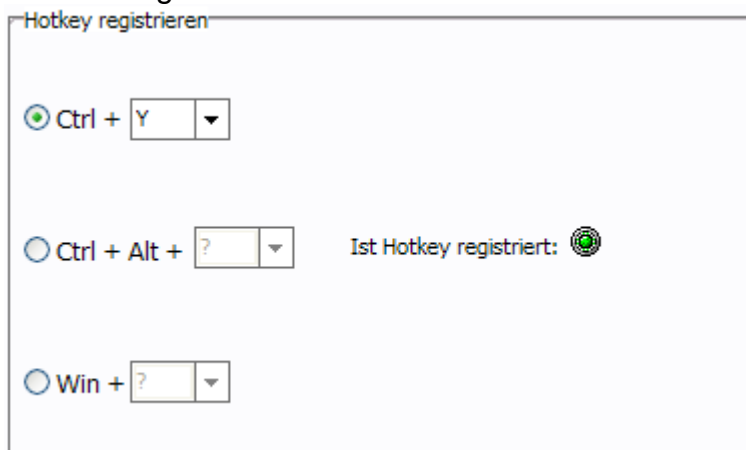 Hotkey registrieren
Ctrl + Y
Ctrl + Alt + ? Ist Hotkey registriert:
Win + ?